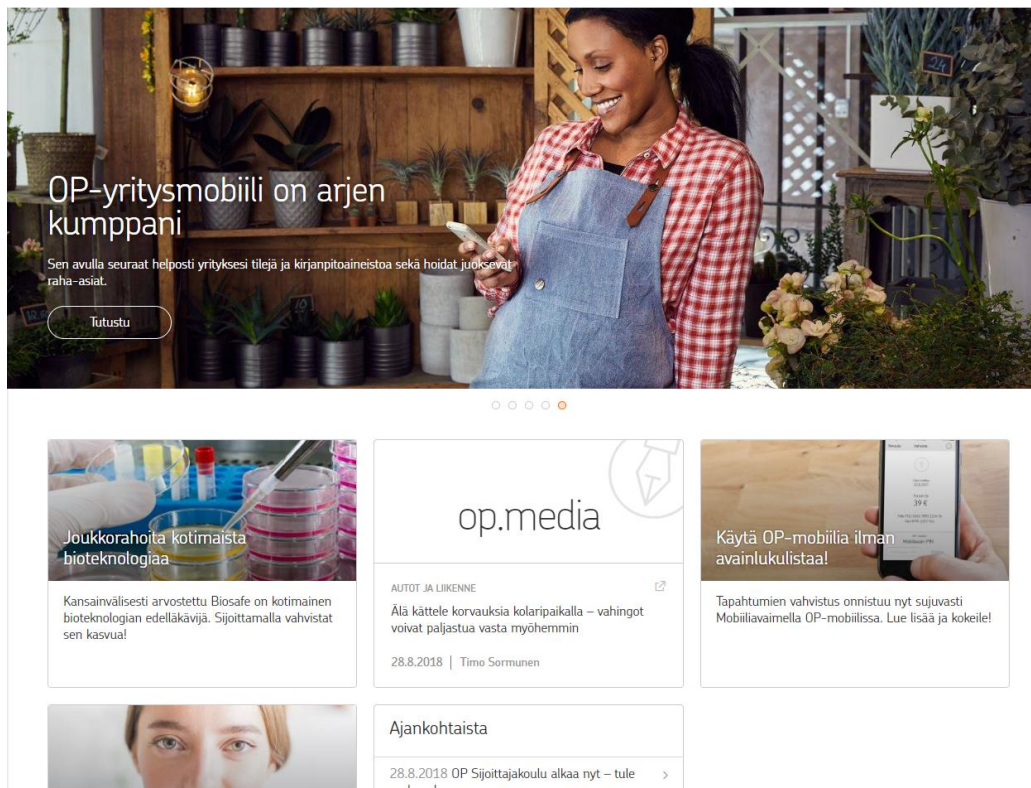 OP-yritysmobiili on arjen
kumppani
Sen avulla seuraat helposti yrityksesi tilejä ja kirjanpitoaineistoa sekä hoidat juoksevat
raha-asiat.
Tutustu
24
Joukkorahoita kotimaista
bioteknologiaa
Kansainvälisesti arvostettu Biosafe on kotimainen
bioteknologian edelläkävijä. Sijoittamalla vahvistat
sen kasvua!
op.media
AUTOT JA LIIKENNE
Älä kättele korvauksia kolaripaikalla – vahingot
voivat paljastua vasta myöhemmin
28.8.2018 | Timo Sormunen
39 €
Käytä OP-mobiilia ilman
avainlukulistaa!
Tapahtumien vahvistus onnistuu nyt sujuvasti
Mobiiliavaimella OP-mobiilissa. Lue lisää ja kokeile!
Ajankohtaista
28.8.2018 OP Sijoittajakoulu alkaa nyt – tule